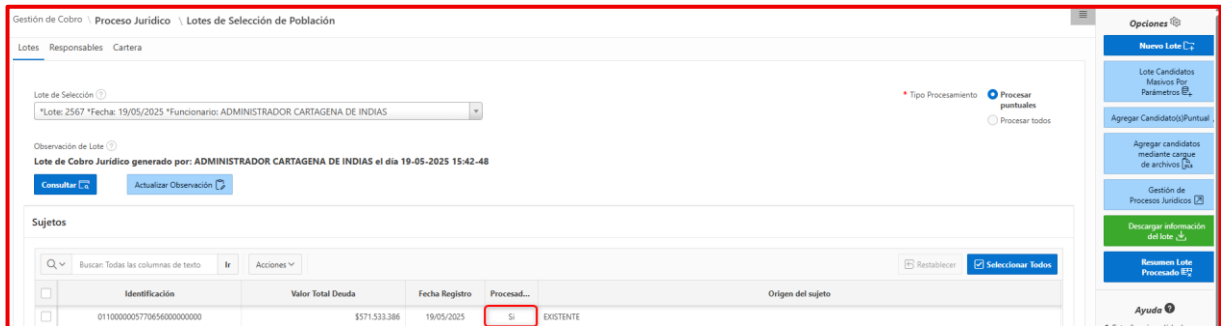 Gestión de Cobro \ Proceso Juridico \ Lotes de Selección de Población
Lotes Responsables Cartera
Lote de Selección
*Lote: 2567 *Fecha: 19/05/2025 *Funcionario: ADMINISTRADOR CARTAGENA DE INDIAS
* Tipo Procesamiento
Procesar
puntuales
Procesar todos
Observación de Lote
Lote de Cobro Jurídico generado por: ADMINISTRADOR CARTAGENA DE INDIAS el día 19-05-2025 15:42-48
Consultar
Actualizar Observación
Sujetos
Buscar: Todas las columnas de texto
Ir
Acciones
Restablecer
Seleccionar Todos
Identificación Valor Total Deuda Fecha Registro Procesad... Origen del sujeto
$571.533.386 19/05/2025 Si EXISTENTE
Opciones
Nuevo Lote
Lote Candidatos
Masivos Por
Parámetros
Agregar Candidato(s)Puntual
Agregar candidatos
mediante cargue
de archivos
Gestión de
Procesos Juridicos
Descargar información
del lote
Resumen Lote
Procesado
Ayuda